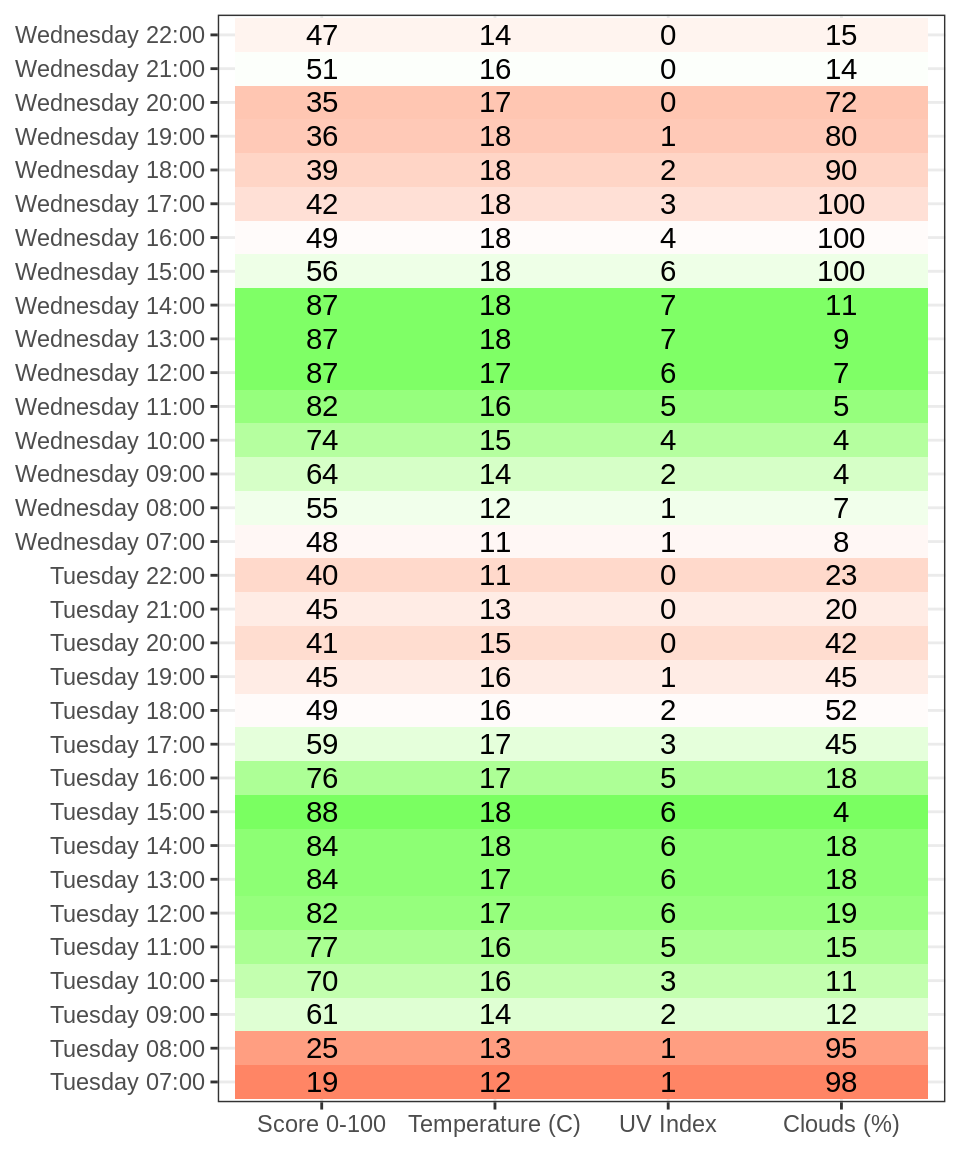 Wednesday 22:00 47 14 0 15
Wednesday 21:00 51 16 0 14
Wednesday 20:00 35 17 0 72
Wednesday 19:00 36 18 1 80
Wednesday 18:00 39 18 2 90
Wednesday 17:00 42 18 3 100
Wednesday 16:00 49 18 4 100
Wednesday 15:00 56 18 6 100
Wednesday 14:00 87 18 7 11
Wednesday 13:00 87 18 7 9
Wednesday 12:00 87 17 6 7
Wednesday 11:00 82 16 5 5
Wednesday 10:00 74 15 4 4
Wednesday 09:00 64 14 2 4
Wednesday 08:00 55 12 1 7
Wednesday 07:00 48 11 1 8
Tuesday 22:00 40 11 0 23
Tuesday 21:00 45 13 0 20
Tuesday 20:00 41 15 0 42
Tuesday 19:00 45 16 1 45
Tuesday 18:00 49 16 2 52
Tuesday 17:00 59 17 3 45
Tuesday 16:00 76 17 5 18
Tuesday 15:00 88 18 6 4
Tuesday 14:00 84 18 6 18
Tuesday 13:00 84 17 6 18
Tuesday 12:00 82 17 6 19
Tuesday 11:00 77 16 5 15
Tuesday 10:00 70 16 3 11
Tuesday 09:00 61 14 2 12
Tuesday 08:00 25 13 1 95
Tuesday 07:00 19 12 1 98
Score 0-100 Temperature (C) UV Index Clouds (%)